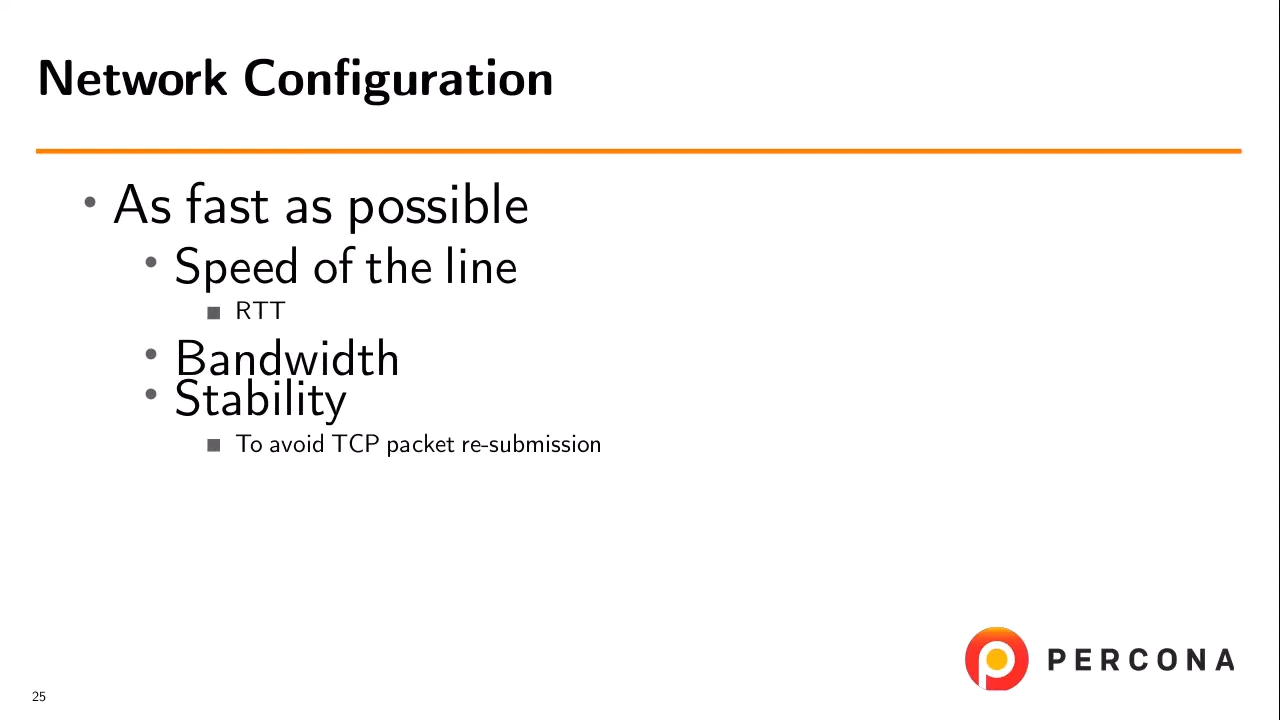 Network Configuration
• As fast as possible
• Speed of the line
■ RTT
• Bandwidth
• Stability
■ To avoid TCP packet re-submission
PERCONA
25